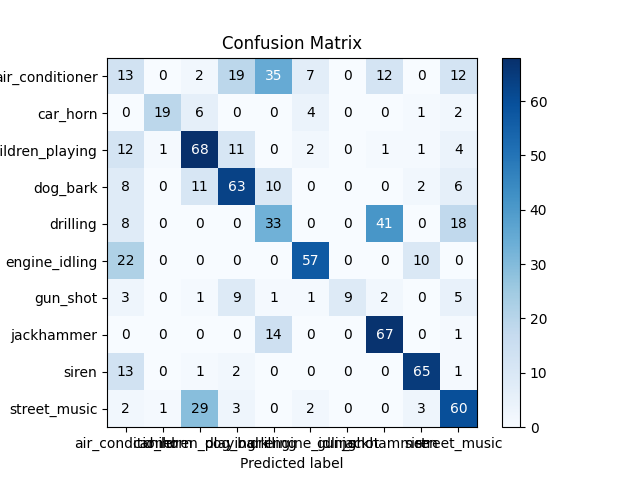 Confusion Matrix
air_conditioner 13 0 2 19 35 7 0 12 0 12
car_horn 0 19 6 0 0 4 0 0 1 2
ildren_playing 12 1 68 11 0 2 0 1 1 4
dog_bark 8 0 11 63 10 0 0 0 2 6
drilling 8 0 0 0 33 0 0 41 0 18
engine_idling 22 0 0 0 0 57 0 0 10 0
gun_shot 3 0 1 9 1 1 9 2 0 5
jackhammer 0 0 0 0 14 0 0 67 0 1
siren 13 0 1 2 0 0 0 0 65 1
street_music 2 1 29 3 0 2 0 0 3 60
street_music
Predicted label
60
50
40
30
20
10
0